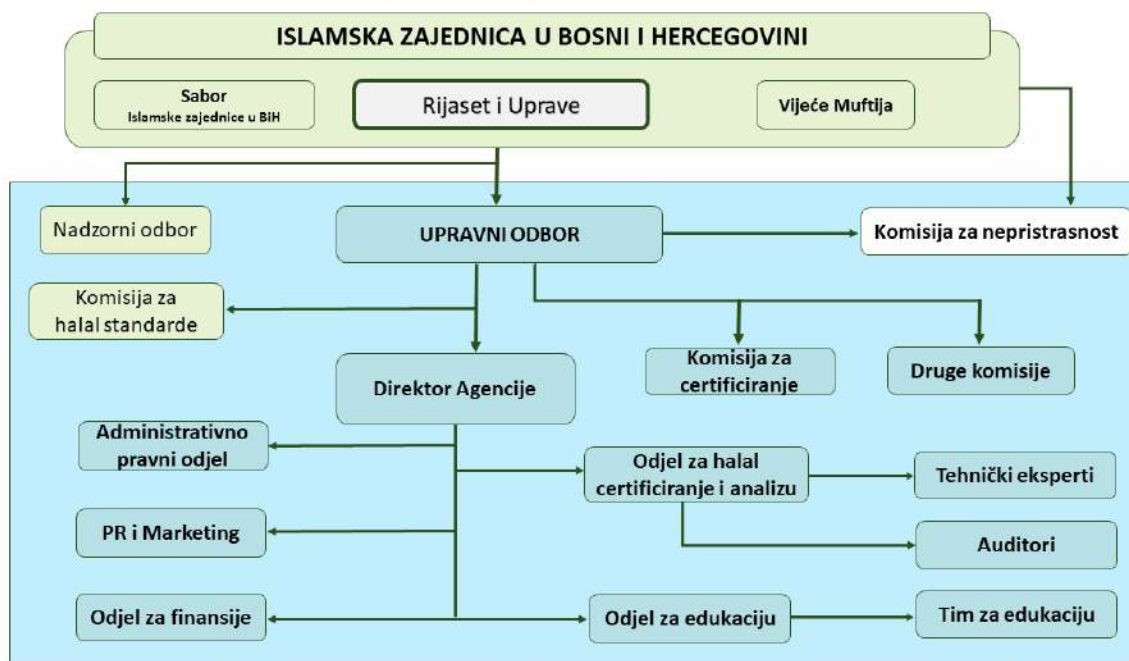 ISLAMSKA ZAJEDNICA U BOSNI I HERCEGOVINI
Sabor
Islamske zajednice u BiH
Rijaset i Uprave
Vijeće Muftija
Nadzorni odbor
UPRAVNI ODBOR
Komisija za nepristrasnost
Komisija za
halal standarde
Komisija za
certificiranje
Druge komisije
Direktor Agencije
Administrativno
pravni odjel
Odjel za halal
certificiranje i analizu
Tehnički eksperti
PR i Marketing
Auditori
Odjel za finansije
Odjel za edukaciju
Tim za edukaciju